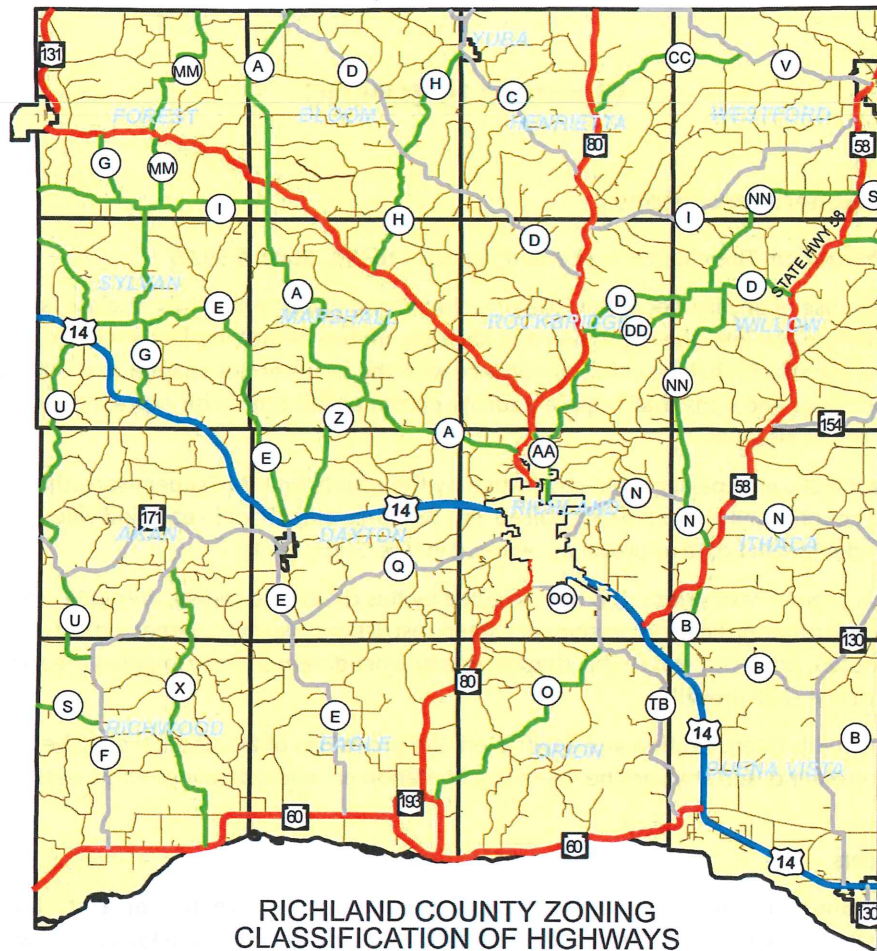 YUBA
131
MM
A
D
H
C
CC
V
FOREST
BLOOM
HENRIETTA
WESTFORD
80
58
G
MM
I
H
D
I
NN
S
STATE HWY 58
SYLVAN
E
A
MARSHALL
ROCKBRIDGE
D
DD
D
WILLOW
14
G
U
Z
A
NN
154
E
AA
58
171
AKAN
DAYTON
14
RICHLAND
N
N
N
ITHACA
Q
E
OO
U
B
130
80
S
X
F
RICHWOOD
E
EAGLE
O
ORION
TB
14
B
B
BUENA VISTA
60
193
60
14
130
RICHLAND COUNTY ZONING
CLASSIFICATION OF HIGHWAYS